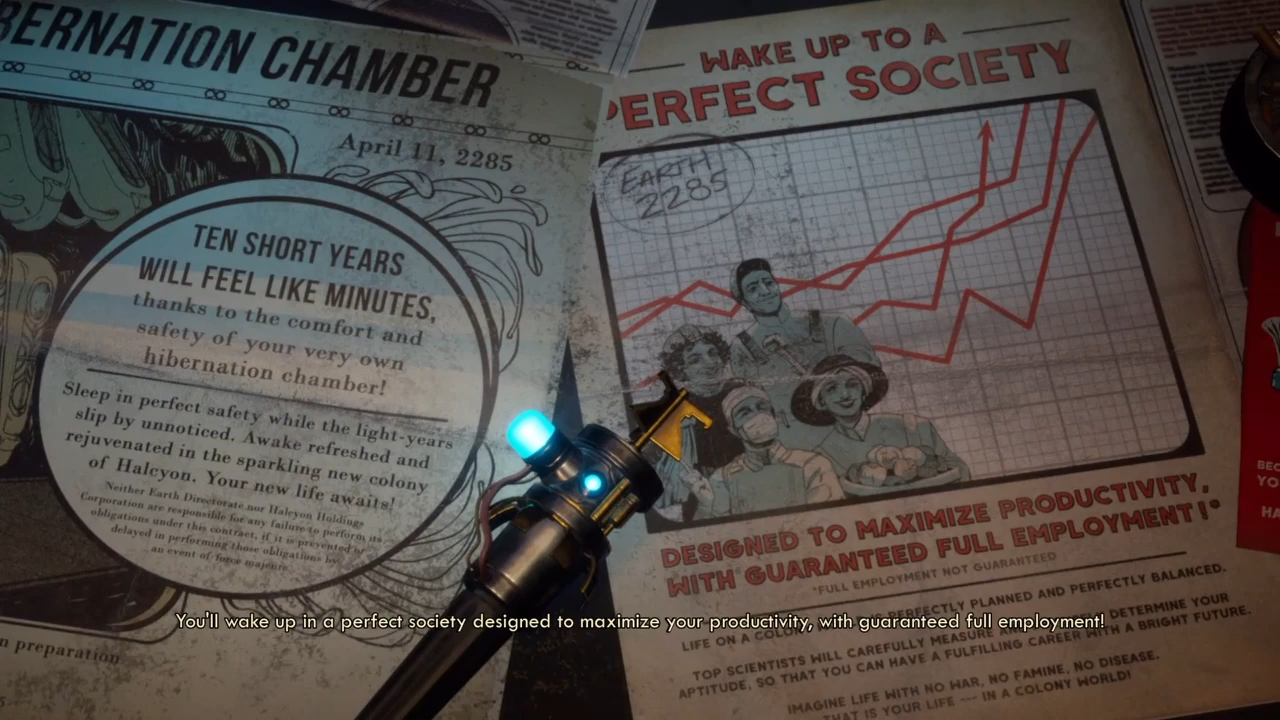 BERNATION CHAMBER
April 11, 2285
TEN SHORT YEARS
WILL FEEL LIKE MINUTES,
thanks to the comfort and
safety of your very own
hibernation chamber!
Sleep in perfect safety while the light-years
slip by unnoticed. Awake refreshed and
rejuvenated in the sparkling new colony
of Halcyon. Your new life awaits!
Neither Earth Directorate nor Halcyon Holdings
Corporation are responsible for any failure to perform its
obligations under this contract, if it is prevented or
delayed in performing those obligations by
an event of force majeure.
n preparation
WAKE UP TO A
PERFECT SOCIETY
EARTH
2285
DESIGNED TO MAXIMIZE PRODUCTIVITY,
WITH GUARANTEED FULL EMPLOYMENT!*
*FULL EMPLOYMENT NOT GUARANTEED
LIFE ON A COLONY PERFECTLY PLANNED AND PERFECTLY BALANCED.
TOP SCIENTISTS WILL CAREFULLY MEASURE DETERMINE YOUR
APTITUDE, SO THAT YOU CAN HAVE A FULFILLING CAREER WITH A BRIGHT FUTURE.
IMAGINE LIFE WITH NO WAR, NO FAMINE, NO DISEASE.
THAT IS YOUR LIFE --- IN A COLONY WORLD!
BEC
YO
HA
You'll wake up in a perfect society designed to maximize your productivity, with guaranteed full employment!